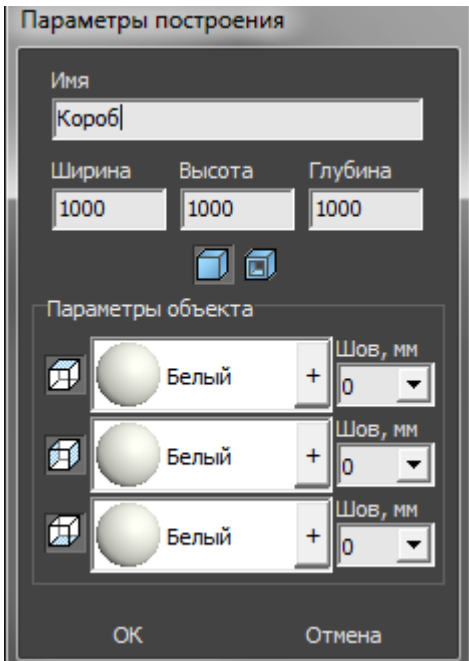 Параметры построения
Имя
Короб
Ширина Высота Глубина
1000 1000 1000
Параметры объекта
Шов, мм
Белый + 0
Шов, мм
Белый + 0
Шов, мм
Белый + 0
OK Отмена